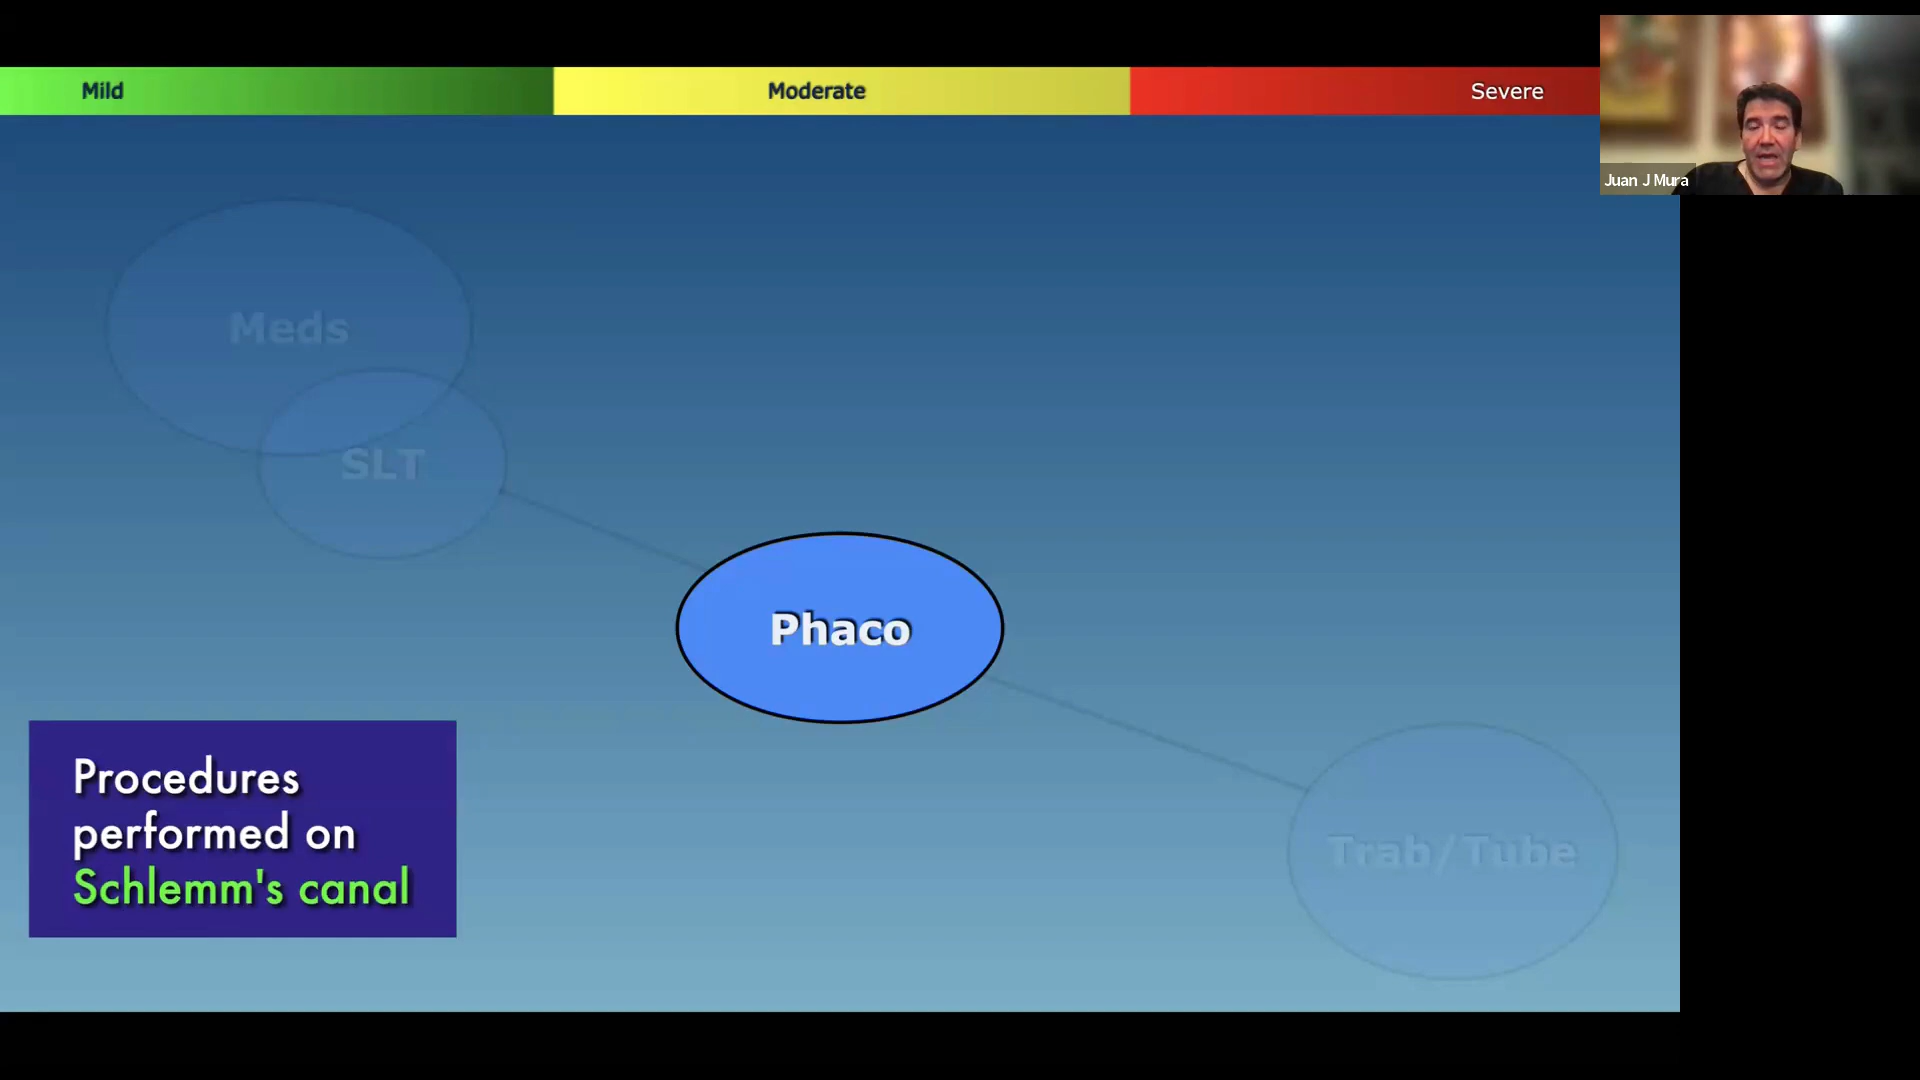 Mild
Moderate
Severe
Juan J Mura
Meds
SLT
Phaco
Trab/Tube
Procedures
performed on
Schlemm's canal